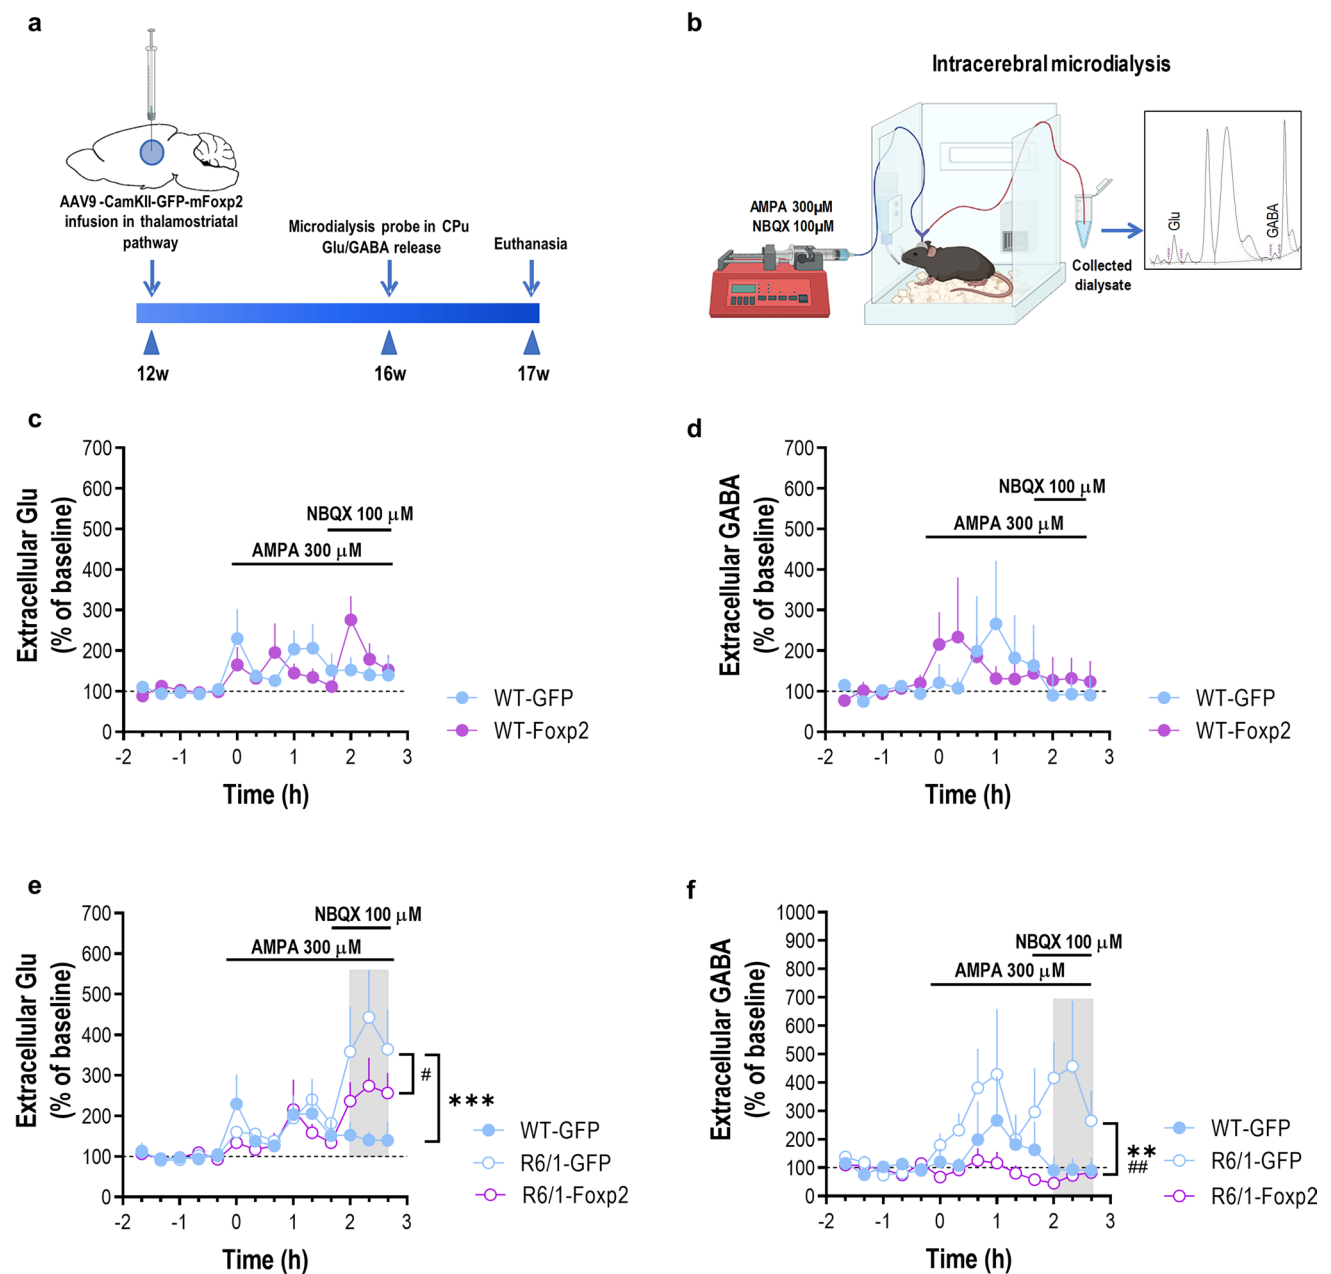 a
AAV9 -CamKII-GFP-mFoxp2
infusion in thalamostriatal
pathway
Microdialysis probe in CPu
Glu/GABA release
Euthanasia
12w
16w
17w
b
Intracerebral microdialysis
AMPA 300µM
NBQX 100µM
Collected
dialysate
Glu
GABA
c
Extracellular Glu
(% of baseline)
700
600
500
400
300
200
100
0
NBQX 100 µM
AMPA 300 µM
-2 -1 0 1 2 3
Time (h)
WT-GFP
WT-Foxp2
d
Extracellular GABA
(% of baseline)
700
600
500
400
300
200
100
0
NBQX 100 µM
AMPA 300 µM
-2 -1 0 1 2 3
Time (h)
WT-GFP
WT-Foxp2
e
Extracellular Glu
(% of baseline)
700
600
500
400
300
200
100
0
NBQX 100 µM
AMPA 300 µM
#
***
-2 -1 0 1 2 3
Time (h)
WT-GFP
R6/1-GFP
R6/1-Foxp2
f
Extracellular GABA
(% of baseline)
1000
900
800
700
600
500
400
300
200
100
0
NBQX 100 µM
AMPA 300 µM
**
##
-2 -1 0 1 2 3
Time (h)
WT-GFP
R6/1-GFP
R6/1-Foxp2